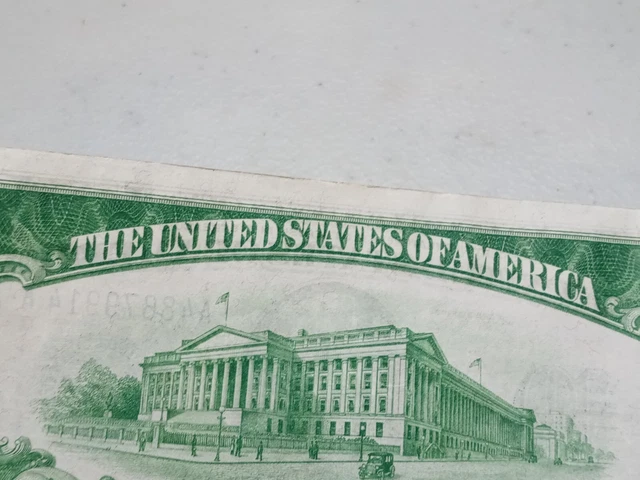 THE UNITED STATES OF AMERICA